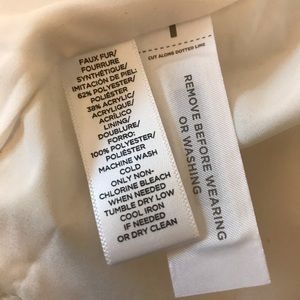 FAUX FUR/
FOURRURE
SYNTHÉTIQUE/
IMITACIÓN DE PIEL:
62% POLYESTER/
POLIÉSTER
38% ACRYLIC/
ACRYLIQUE/
ACRÍLICO
LINING/
DOUBLURE/
FORRO:
100% POLYESTER/
POLIÉSTER
MACHINE WASH
COLD
ONLY NON-
CHLORINE BLEACH
WHEN NEEDED
TUMBLE DRY LOW
COOL IRON
IF NEEDED
OR DRY CLEAN
CUT ALONG DOTTED LINE
REMOVE BEFORE WEARING
OR WASHING